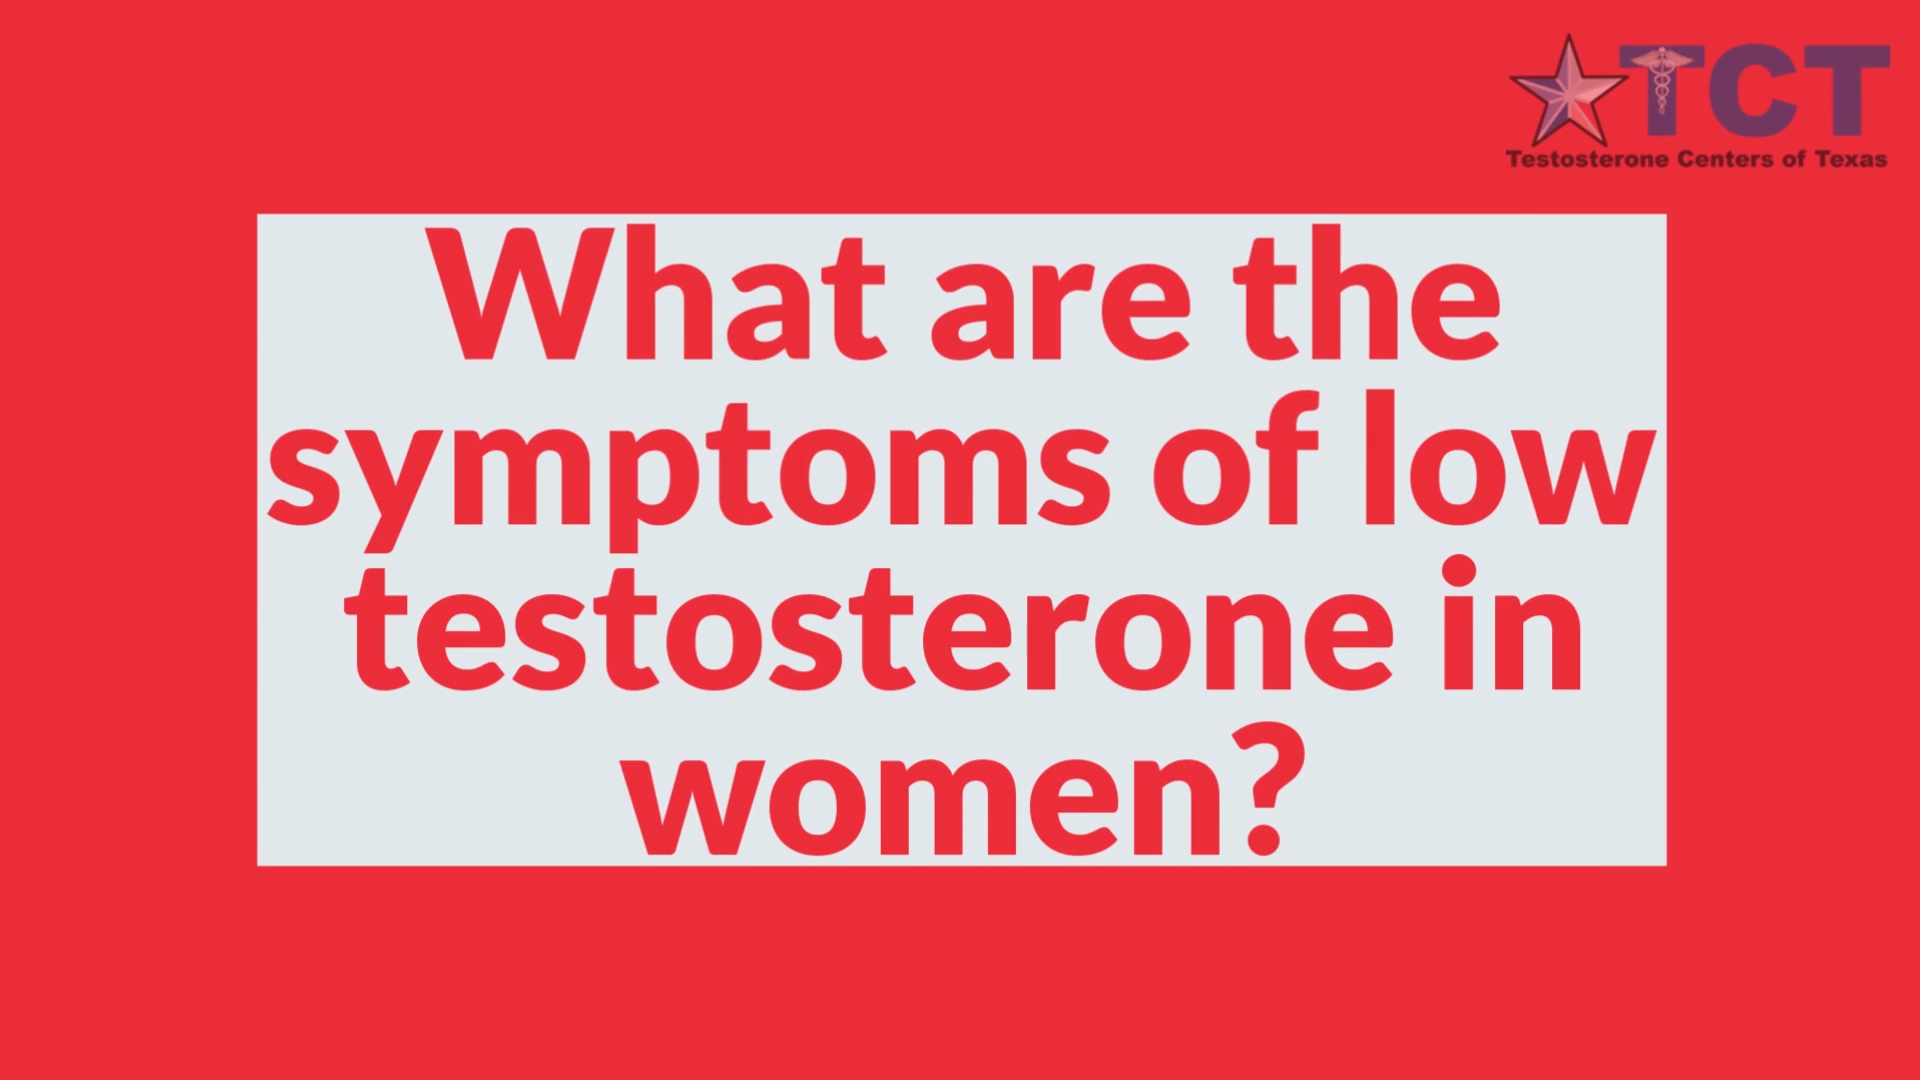 TCT
Testosterone Centers of Texas
What are the
symptoms of low
testosterone in
women?